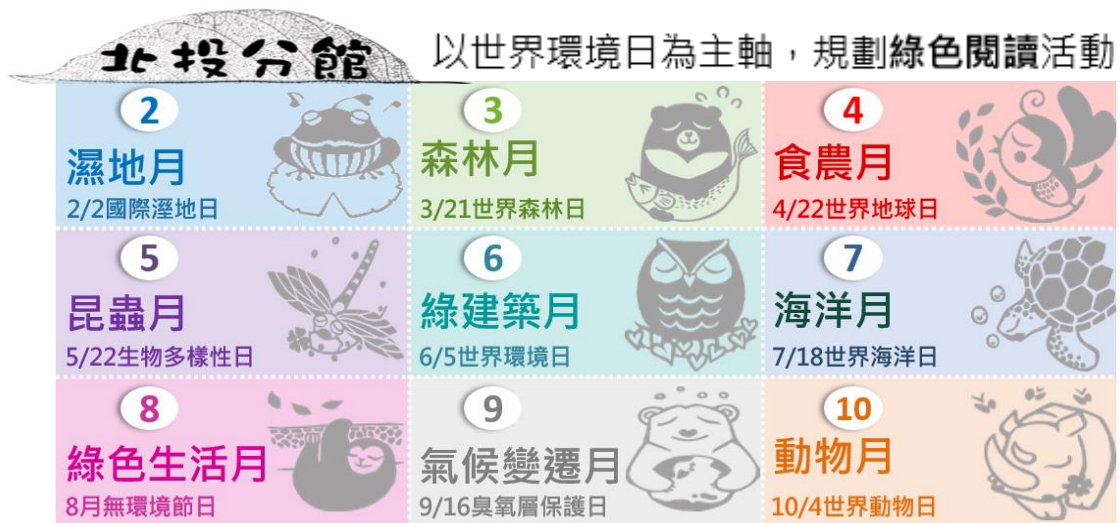 北投分館
以世界環境日為主軸,規劃綠色閱讀活動
2
濕地月
2/2國際溼地日
3
森林月
3/21世界森林日
4
食農月
4/22世界地球日
5
昆蟲月
5/22生物多樣性日
6
綠建築月
6/5世界環境日
7
海洋月
7/18世界海洋日
8
綠色生活月
8月無環境節日
9
氣候變遷月
9/16臭氧層保護日
10
動物月
10/4世界動物日